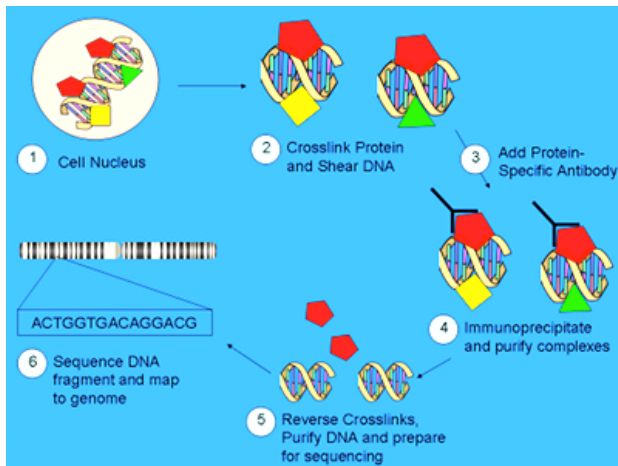 1 Cell Nucleus
2 Crosslink Protein
and Shear DNA
3 Add Protein-
Specific Antibody
4 Immunoprecipitate
and purify complexes
5 Reverse Crosslinks,
Purify DNA and prepare
for sequencing
ACTGGTGACAGGACG
6 Sequence DNA
fragment and map
to genome